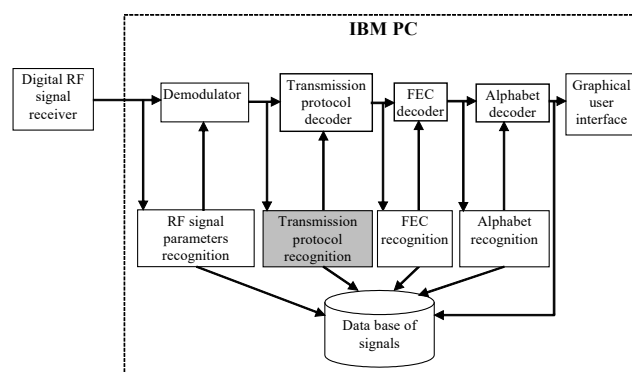 IBM PC
Digital RF
signal
receiver
Demodulator
Transmission
protocol
decoder
FEC
decoder
Alphabet
decoder
Graphical
user
interface
RF signal
parameters
recognition
Transmission
protocol
recognition
FEC
recognition
Alphabet
recognition
Data base of
signals